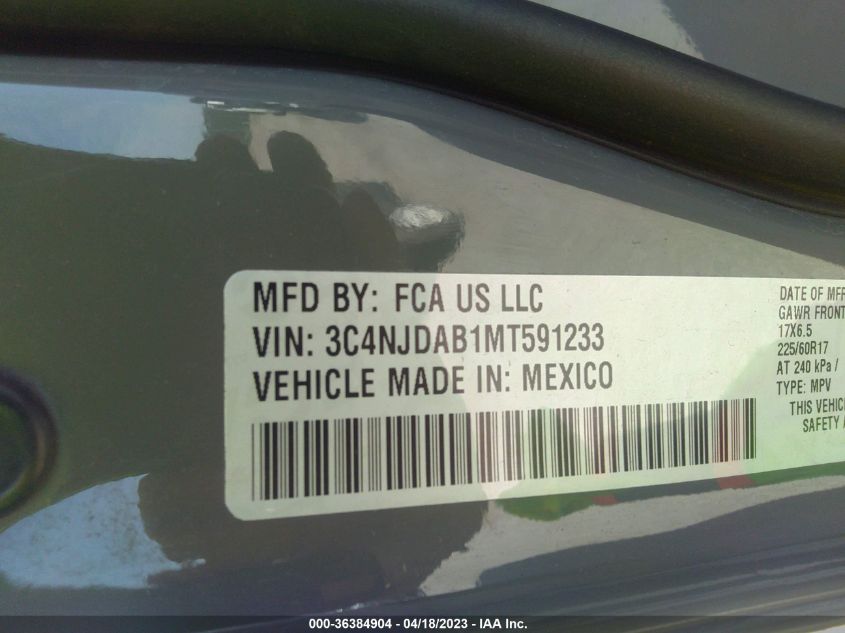 MFD BY: FCA US LLC
VIN: 3C4NJDAB1MT591233
VEHICLE MADE IN: MEXICO
DATE OF MFR
GAWR FRONT
17X6.5
225/60R17
AT 240 kPa /
TYPE: MPV
THIS VEHIC
SAFETY
000-36384904 - 04/18/2023 - IAA Inc.